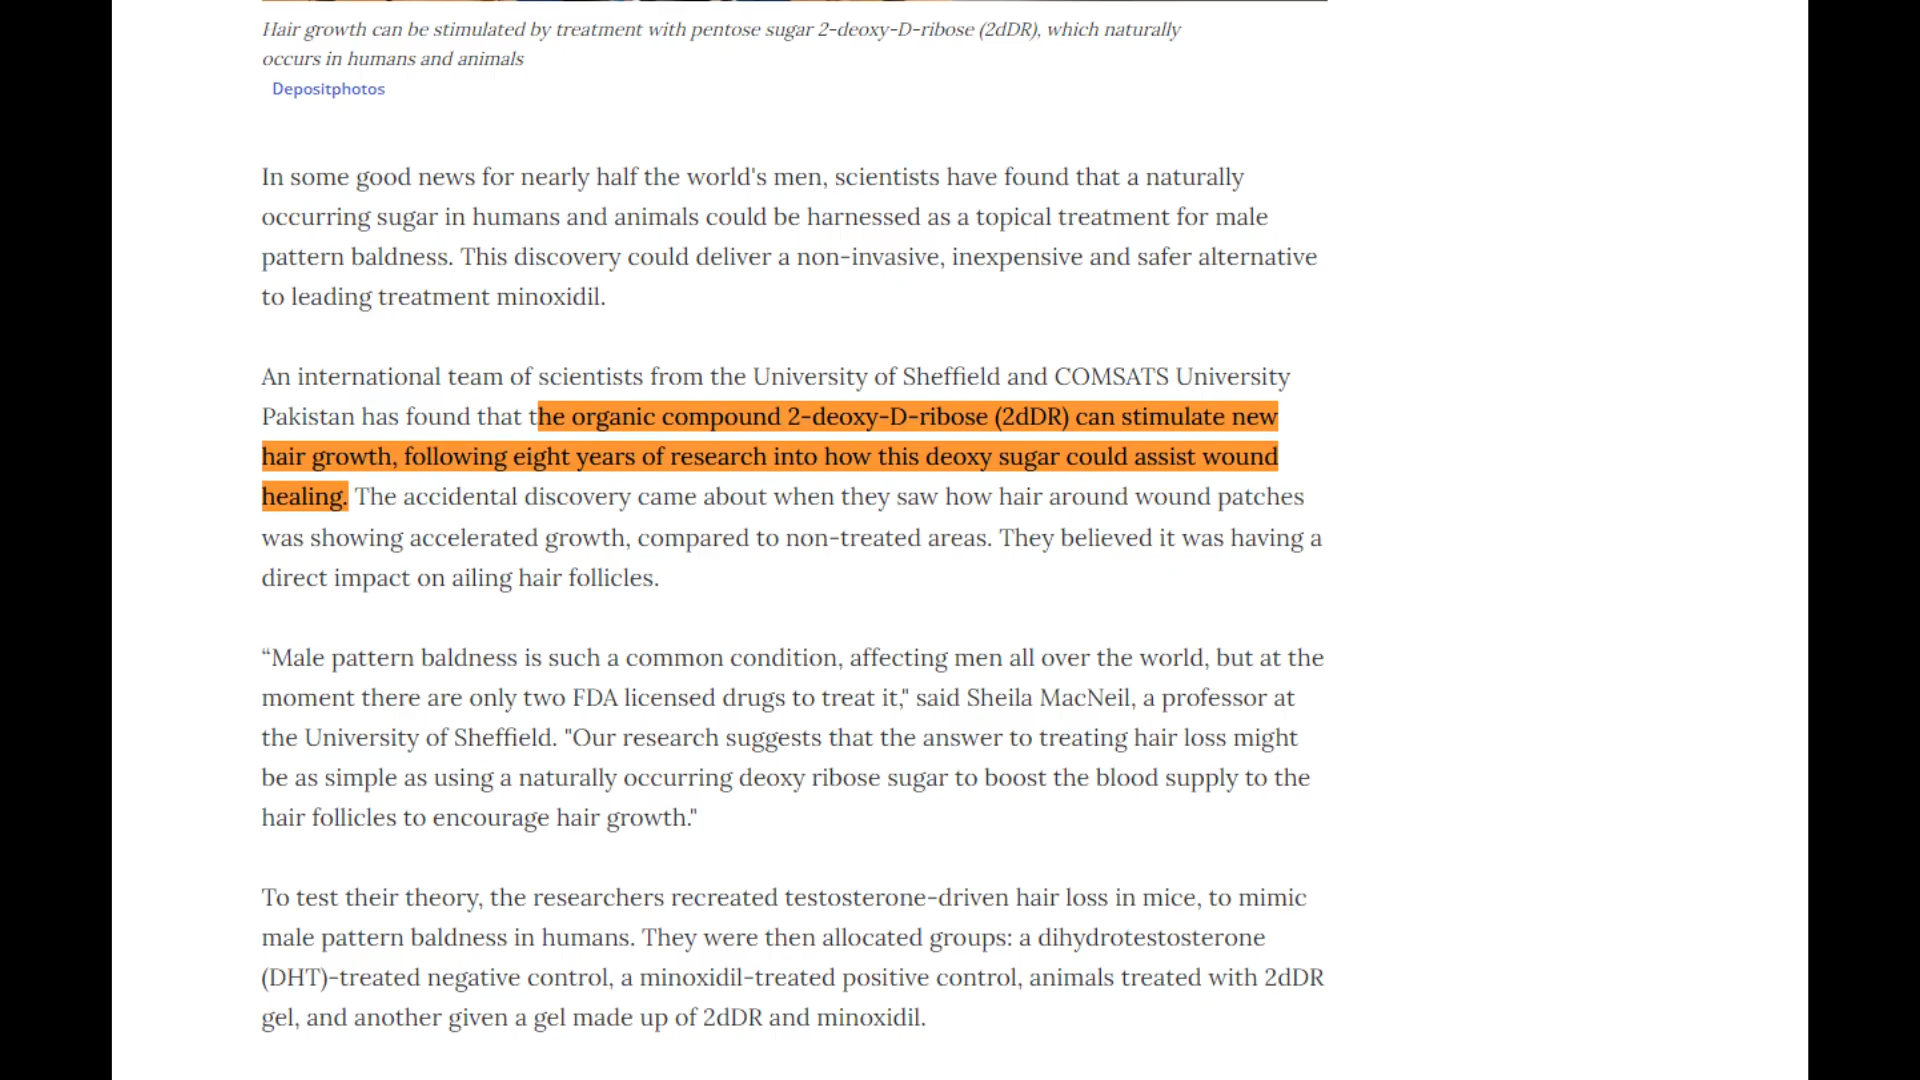 Hair growth can be stimulated by treatment with pentose sugar 2-deoxy-D-ribose (2dDR), which naturally
occurs in humans and animals
Depositphotos
In some good news for nearly half the world's men, scientists have found that a naturally
occurring sugar in humans and animals could be harnessed as a topical treatment for male
pattern baldness. This discovery could deliver a non-invasive, inexpensive and safer alternative
to leading treatment minoxidil.
An international team of scientists from the University of Sheffield and COMSATS University
Pakistan has found that the organic compound 2-deoxy-D-ribose (2dDR) can stimulate new
hair growth, following eight years of research into how this deoxy sugar could assist wound
healing. The accidental discovery came about when they saw how hair around wound patches
was showing accelerated growth, compared to non-treated areas. They believed it was having a
direct impact on ailing hair follicles.
“Male pattern baldness is such a common condition, affecting men all over the world, but at the
moment there are only two FDA licensed drugs to treat it," said Sheila MacNeil, a professor at
the University of Sheffield. "Our research suggests that the answer to treating hair loss might
be as simple as using a naturally occurring deoxy ribose sugar to boost the blood supply to the
hair follicles to encourage hair growth."
To test their theory, the researchers recreated testosterone-driven hair loss in mice, to mimic
male pattern baldness in humans. They were then allocated groups: a dihydrotestosterone
(DHT)-treated negative control, a minoxidil-treated positive control, animals treated with 2dDR
gel, and another given a gel made up of 2dDR and minoxidil.